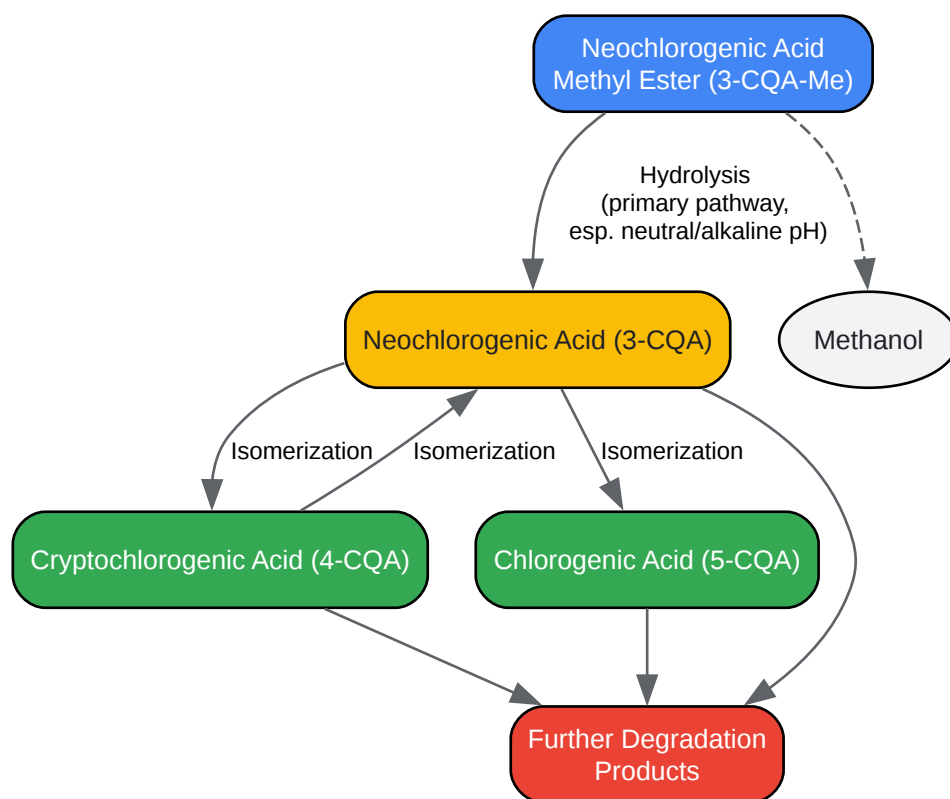 Neochlorogenic Acid
Methyl Ester (3-CQA-Me)
Hydrolysis
(primary pathway,
esp. neutral/alkaline pH)
Neochlorogenic Acid (3-CQA)
Methanol
Isomerization
Isomerization
Isomerization
Cryptochlorogenic Acid (4-CQA)
Chlorogenic Acid (5-CQA)
Further Degradation
Products